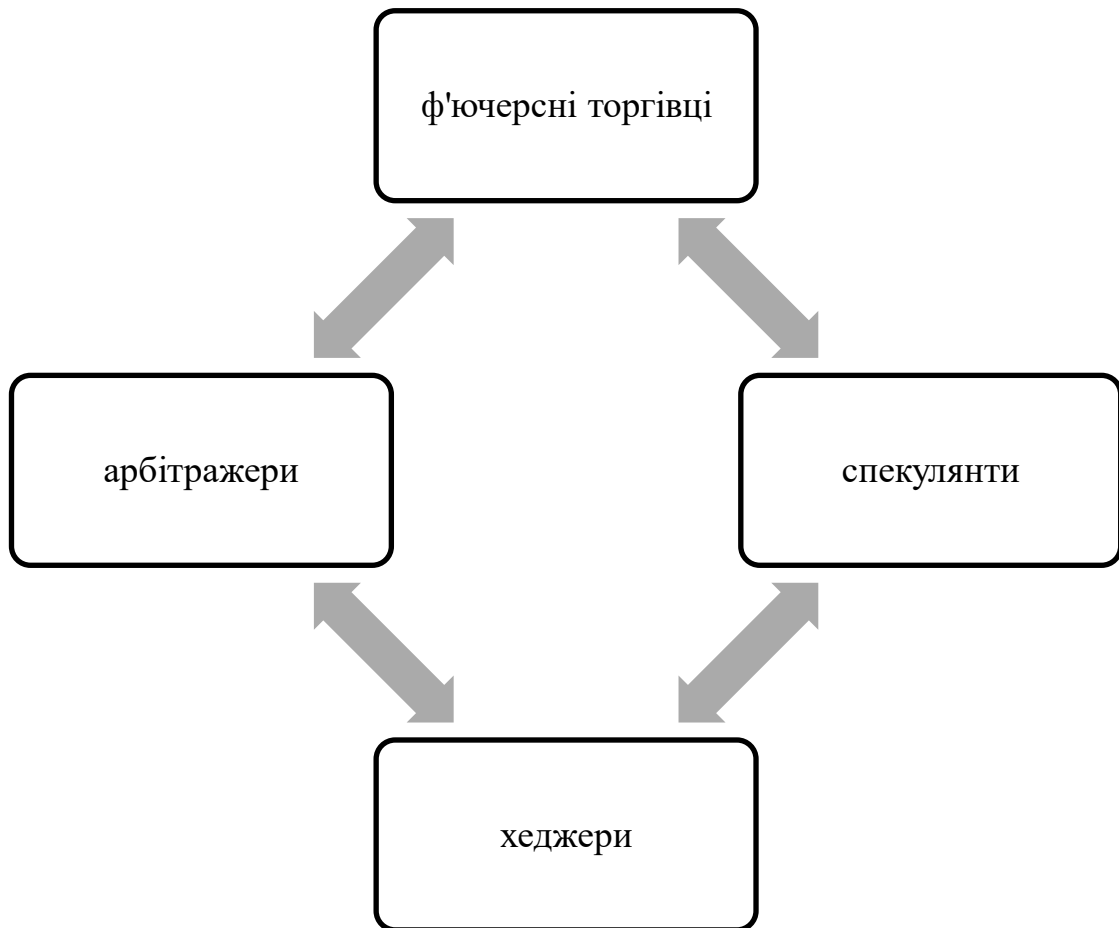 ф'ючерсні торгівці
арбітражери
спекулянти
хеджери